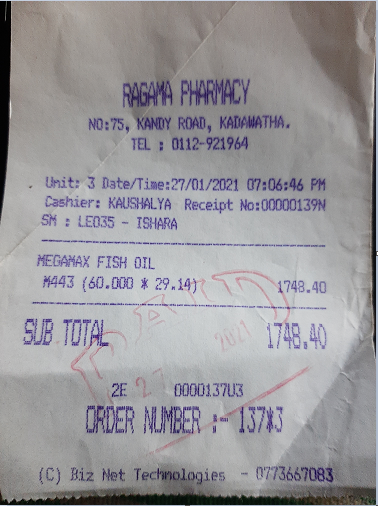 RAGAMA PHARMACY
NO:75, KANDY ROAD, KADAWATHA.
TEL : 0112-921964
Unit: 3 Date/Time:27/01/2021 07:06:46 PM
Cashier: KAUSHALYA Receipt No:00000139N
SM : LE035 - ISHARA
MEGAMAX FISH OIL
M443 (60.000 * 29.14) 1748.40
SUB TOTAL 1748.40
PAID
27 2021
2E 0000137U3
ORDER NUMBER :- 137*3
(C) Biz Net Technologies - 0773667083